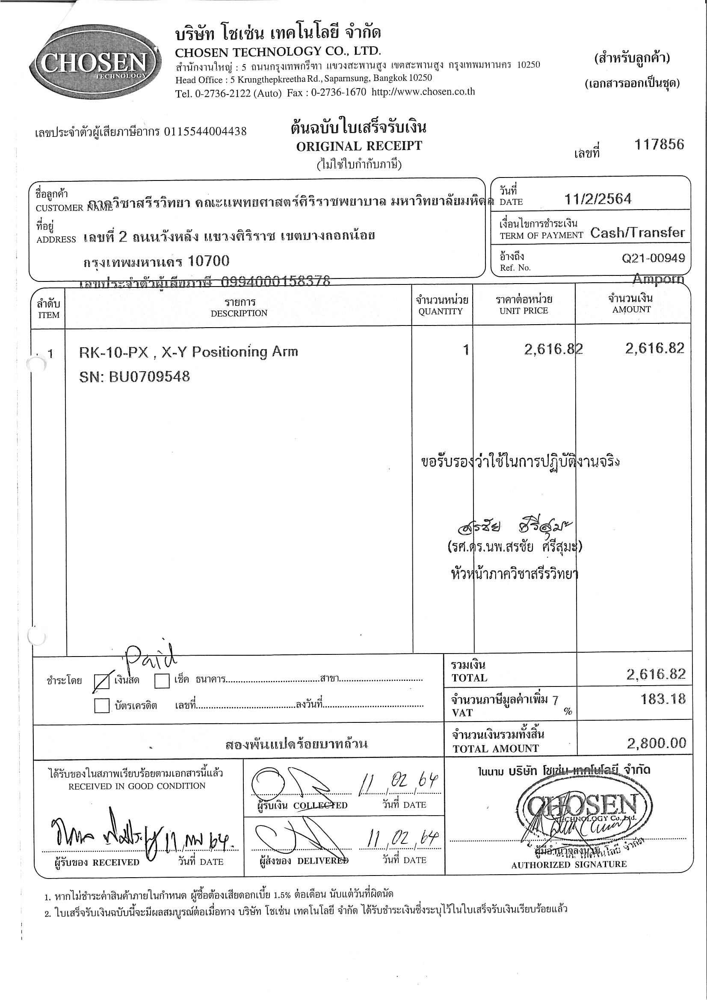 CHOSEN
TECHNOLOGY
บริษัท โชเซ่น เทคโนโลยี จำกัด
CHOSEN TECHNOLOGY CO., LTD.
สำนักงานใหญ่ : 5 ถนนกรุงเทพกรีฑา แขวงสะพานสูง เขตสะพานสูง กรุงเทพมหานคร 10250
Head Office : 5 Krungthepkreetha Rd., Saparnsung, Bangkok 10250
Tel. 0-2736-2122 (Auto) Fax : 0-2736-1670 http://www.chosen.co.th
(สำหรับลูกค้า)
(เอกสารออกเป็นชุด)
เลขประจำตัวผู้เสียภาษีอากร 0115544004438
ต้นฉบับใบเสร็จรับเงิน
ORIGINAL RECEIPT
(ไม่ใช่ใบกำกับภาษี)
เลขที่ 117856
ชื่อลูกค้า
CUSTOMER NAME ภาควิชาสรีรวิทยา คณะแพทยศาสตร์ศิริราชพยาบาล มหาวิทยาลัยมหิดล
ที่อยู่
ADDRESS เลขที่ 2 ถนนวังหลัง แขวงศิริราช เขตบางกอกน้อย
กรุงเทพมหานคร 10700
เลขประจำตัวผู้เสียภาษี 0994000158378
วันที่
DATE 11/2/2564
เงื่อนไขการชำระเงิน
TERM OF PAYMENT Cash/Transfer
อ้างถึง
Ref. No. Q21-00949
Amporn
ลำดับ รายการ จำนวนหน่วย ราคาต่อหน่วย จำนวนเงิน
ITEM DESCRIPTION QUANTITY UNIT PRICE AMOUNT
1 RK-10-PX , X-Y Positioning Arm 1 2,616.82 2,616.82
SN: BU0709548
ขอรับรองว่าใช้ในการปฏิบัติงานจริง
สรชัย ศรีสุมะ
(รศ.ดร.นพ.สรชัย ศรีสุมะ)
หัวหน้าภาควิชาสรีรวิทยา
Paid
ชำระโดย เงินสด เช็ค ธนาคาร สาขา
บัตรเครดิต เลขที่ ลงวันที่
รวมเงิน
TOTAL 2,616.82
จำนวนภาษีมูลค่าเพิ่ม 7
VAT % 183.18
สองพันแปดร้อยบาทถ้วน
จำนวนเงินรวมทั้งสิ้น
TOTAL AMOUNT 2,800.00
ได้รับของในสภาพเรียบร้อยตามเอกสารนี้แล้ว
RECEIVED IN GOOD CONDITION
11 กพ 64.
ผู้รับของ RECEIVED วันที่ DATE
11 / 02 / 64
ผู้รับเงิน COLLECTED วันที่ DATE
11 / 02 / 64
ผู้ส่งของ DELIVERED วันที่ DATE
ในนาม บริษัท โชเซ่น เทคโนโลยี จำกัด
CHOSEN
TECHNOLOGY Co., Ltd.
ผู้มีอำนาจลงนาม
AUTHORIZED SIGNATURE
1. หากไม่ชำระค่าสินค้าภายในกำหนด ผู้ซื้อต้องเสียดอกเบี้ย 1.5% ต่อเดือน นับแต่วันที่ผิดนัด
2. ใบเสร็จรับเงินฉบับนี้จะมีผลสมบูรณ์ต่อเมื่อทาง บริษัท โชเซ่น เทคโนโลยี จำกัด ได้รับชำระเงินซึ่งระบุไว้ในใบเสร็จรับเงินเรียบร้อยแล้ว